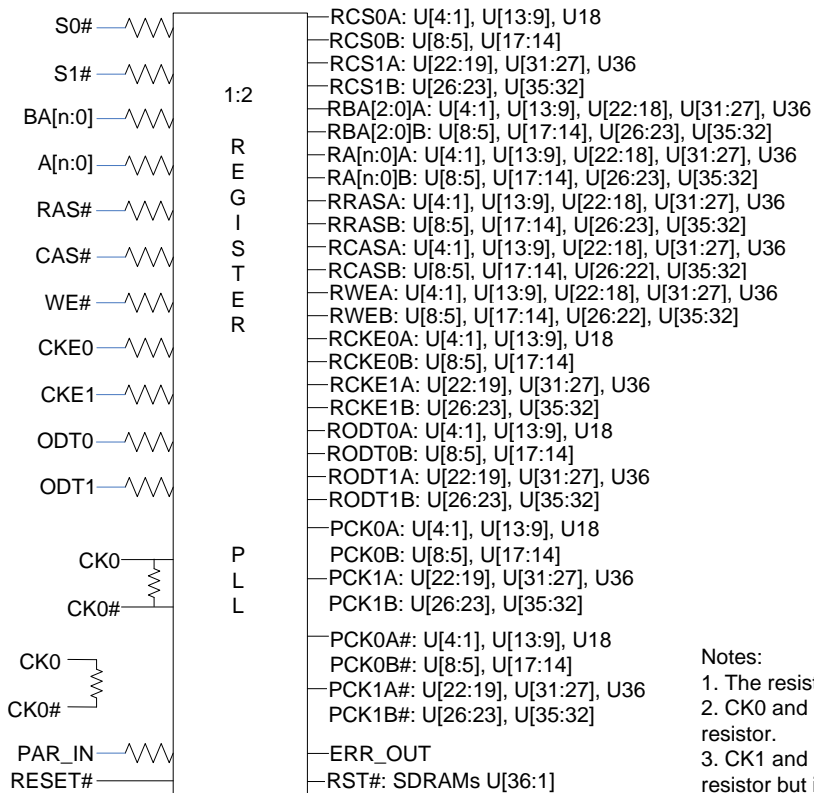 S0#
S1#
BA[n:0]
A[n:0]
RAS#
CAS#
WE#
CKE0
CKE1
ODT0
ODT1
CK0
CK0#
CK0
CK0#
PAR_IN
RESET#
1:2
R
E
G
I
S
T
E
R
P
L
L
RCS0A: U[4:1], U[13:9], U18
RCS0B: U[8:5], U[17:14]
RCS1A: U[22:19], U[31:27], U36
RCS1B: U[26:23], U[35:32]
RBA[2:0]A: U[4:1], U[13:9], U[22:18], U[31:27], U36
RBA[2:0]B: U[8:5], U[17:14], U[26:23], U[35:32]
RA[n:0]A: U[4:1], U[13:9], U[22:18], U[31:27], U36
RA[n:0]B: U[8:5], U[17:14], U[26:23], U[35:32]
RRASA: U[4:1], U[13:9], U[22:18], U[31:27], U36
RRASB: U[8:5], U[17:14], U[26:23], U[35:32]
RCASA: U[4:1], U[13:9], U[22:18], U[31:27], U36
RCASB: U[8:5], U[17:14], U[26:22], U[35:32]
RWEA: U[4:1], U[13:9], U[22:18], U[31:27], U36
RWEB: U[8:5], U[17:14], U[26:22], U[35:32]
RCKE0A: U[4:1], U[13:9], U18
RCKE0B: U[8:5], U[17:14]
RCKE1A: U[22:19], U[31:27], U36
RCKE1B: U[26:23], U[35:32]
RODT0A: U[4:1], U[13:9], U18
RODT0B: U[8:5], U[17:14]
RODT1A: U[22:19], U[31:27], U36
RODT1B: U[26:23], U[35:32]
PCK0A: U[4:1], U[13:9], U18
PCK0B: U[8:5], U[17:14]
PCK1A: U[22:19], U[31:27], U36
PCK1B: U[26:23], U[35:32]
PCK0A#: U[4:1], U[13:9], U18
PCK0B#: U[8:5], U[17:14]
PCK1A#: U[22:19], U[31:27], U36
PCK1B#: U[26:23], U[35:32]
ERR_OUT
RST#: SDRAMs U[36:1]
Notes:
1. The resist
2. CK0 and
resistor.
3. CK1 and
resistor but i